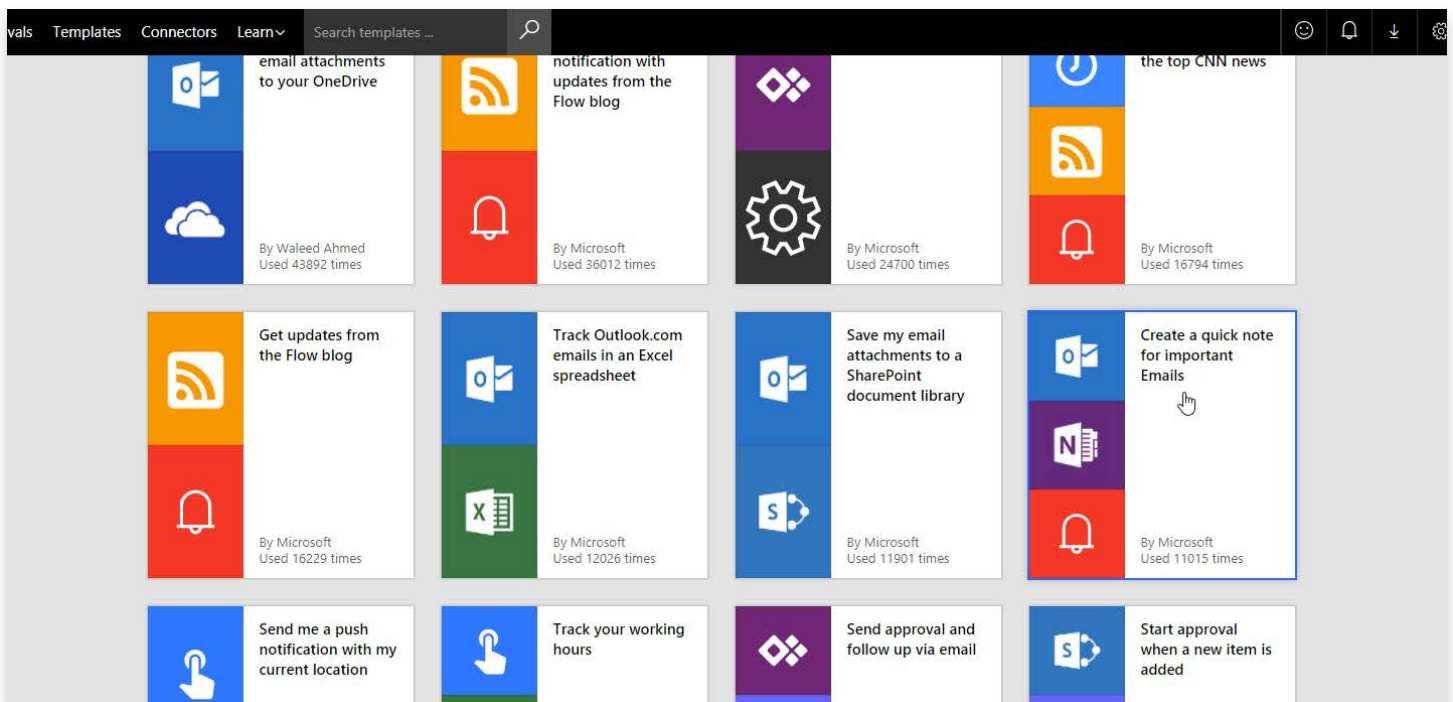 vals Templates Connectors Learn Search templates ...
email attachments
to your OneDrive
By Waleed Ahmed
Used 43892 times
notification with
updates from the
Flow blog
By Microsoft
Used 36012 times
By Microsoft
Used 24700 times
the top CNN news
By Microsoft
Used 16794 times
Get updates from
the Flow blog
By Microsoft
Used 16229 times
Track Outlook.com
emails in an Excel
spreadsheet
By Microsoft
Used 12026 times
Save my email
attachments to a
SharePoint
document library
By Microsoft
Used 11901 times
Create a quick note
for important
Emails
By Microsoft
Used 11015 times
Send me a push
notification with my
current location
Track your working
hours
Send approval and
follow up via email
Start approval
when a new item is
added